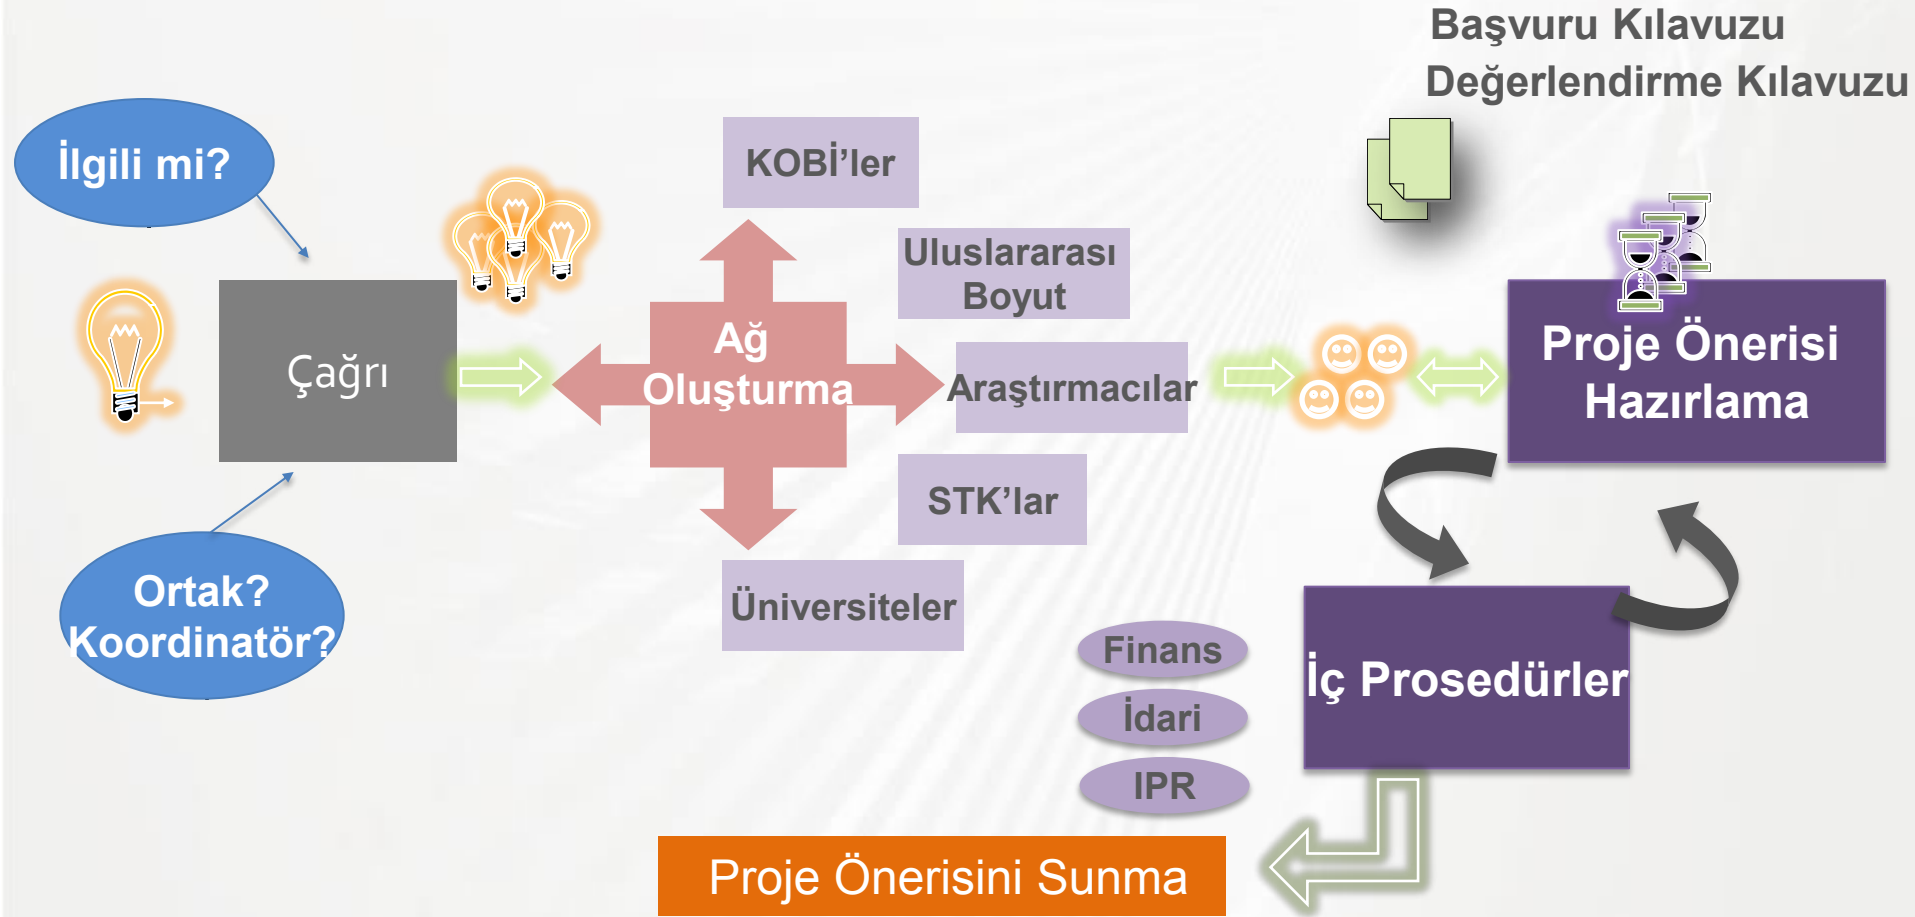 Başvuru Kılavuzu
Değerlendirme Kılavuzu
İlgili mi?
KOBİ’ler
Uluslararası
Boyut
Çağrı
Ağ
Oluşturma
Araştırmacılar
Proje Önerisi
Hazırlama
STK’lar
Ortak?
Koordinatör?
Üniversiteler
Finans
İdari
IPR
İç Prosedürler
Proje Önerisini Sunma